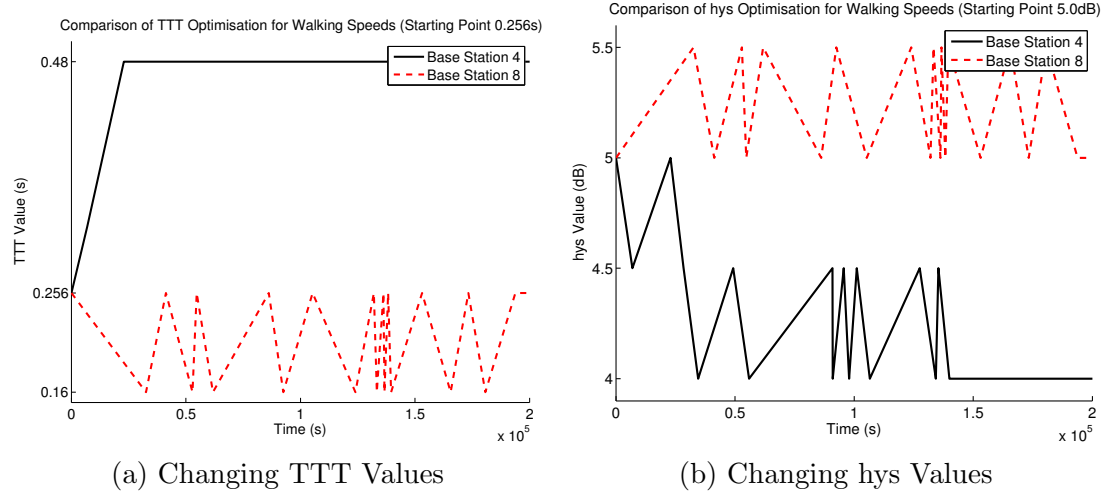 Comparison of TTT Optimisation for Walking Speeds (Starting Point 0.256s)
TTT Value (s)
0.48
0.256
0.16
Base Station 4
Base Station 8
0 0.5 1 1.5 2
Time (s)
x 10^5
(a) Changing TTT Values
Comparison of hys Optimisation for Walking Speeds (Starting Point 5.0dB)
hys Value (dB)
5.5
5
4.5
4
Base Station 4
Base Station 8
0 0.5 1 1.5 2
Time (s)
x 10^5
(b) Changing hys Values